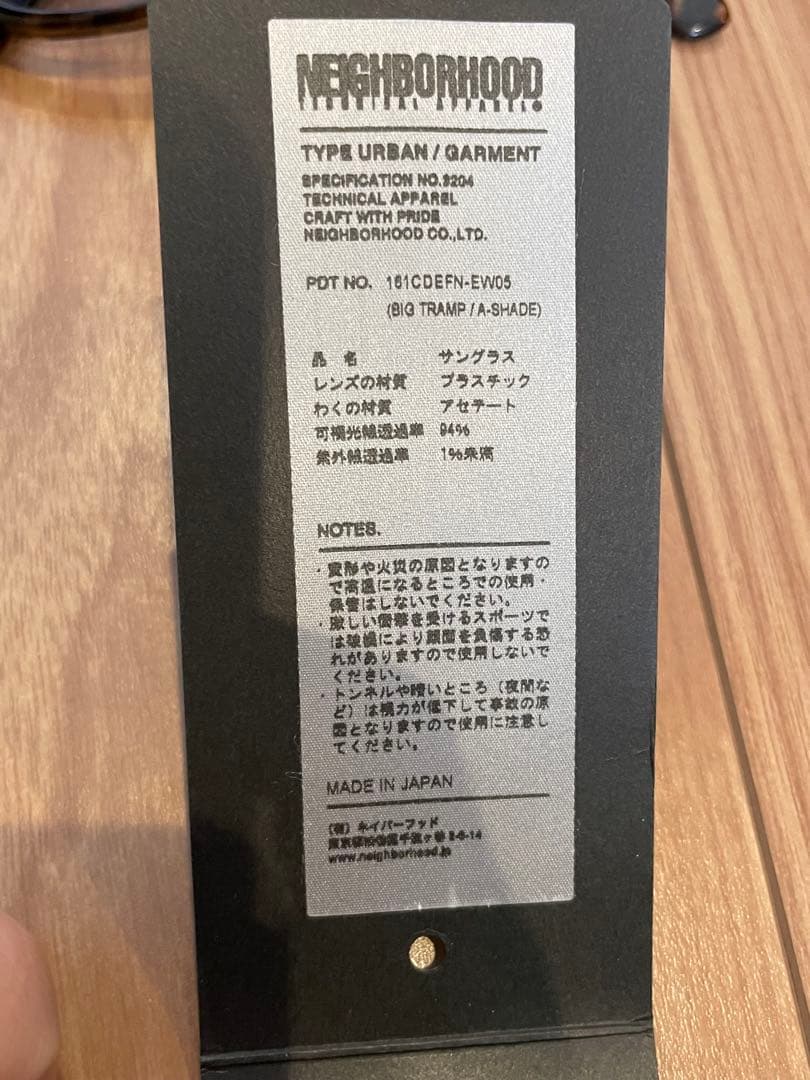 NEIGHBORHOOD
TECHNICAL APPAREL
TYPE URBAN / GARMENT
SPECIFICATION NO.9204
TECHNICAL APPAREL
CRAFT WITH PRIDE
NEIGHBORHOOD CO.,LTD.
PDT NO. 161CDEFN-EW05
(BIG TRAMP / A-SHADE)
品 名 サングラス
レンズの材質 プラスチック
わくの材質 アセテート
可視光線透過率 94%
紫外線透過率 1%未満
NOTES.
・変形や火災の原因となりますの
で高温になるところでの使用・
保管はしないでください。
・激しい衝撃を受けるスポーツで
は破損により顔面を負傷する恐
れがありますので使用しないで
ください。
・トンネルや暗いところ（夜間な
ど）は視力が低下して事故の原
因となりますので使用に注意し
てください。
MADE IN JAPAN
（有）ネイバーフッド
東京都渋谷区千駄ヶ谷
www.neighborhood.jp